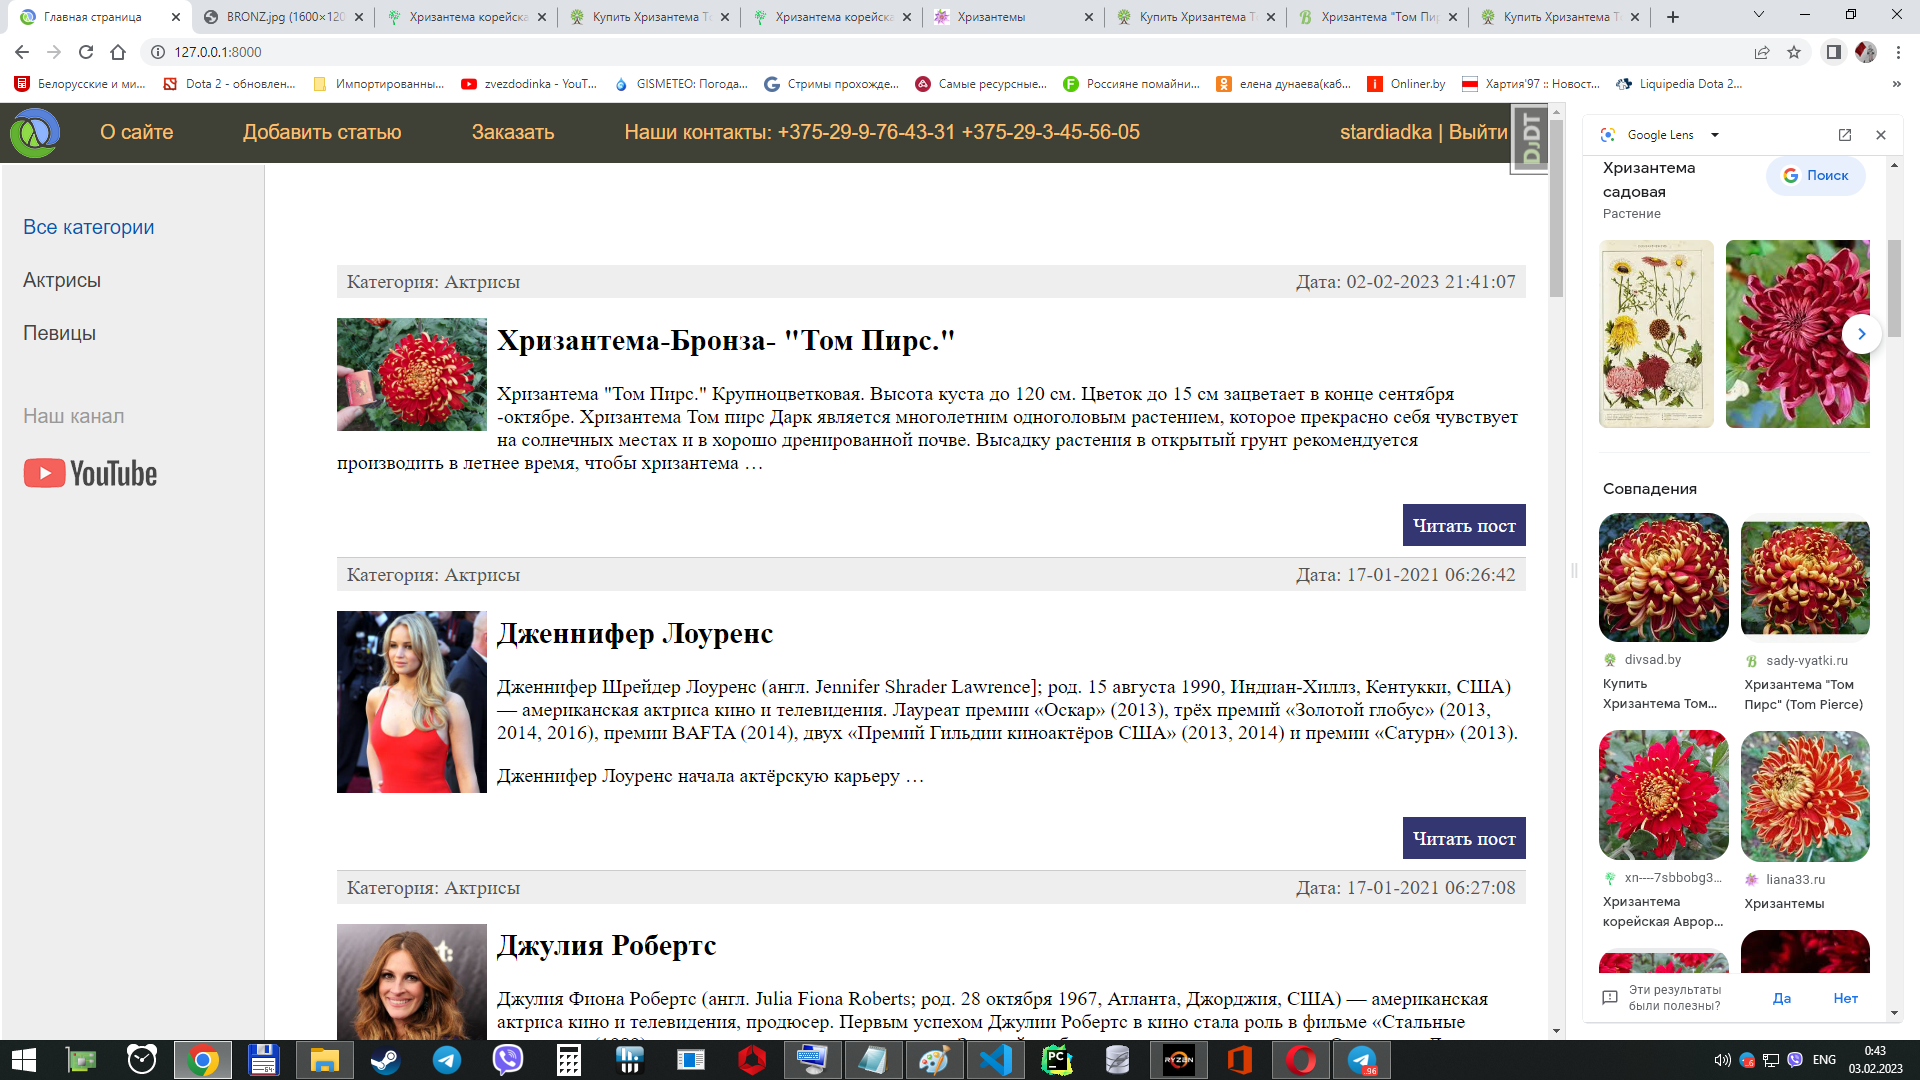 Главная страница
BRONZ.jpg (1600×120
Хризантема корейска
Купить Хризантема То
Хризантема корейска
Хризантемы
Купить Хризантема То
Хризантема "Том Пир
Купить Хризантема То
127.0.0.1:8000
Белорусские и ми...
Dota 2 - обновлен...
Импортированны...
zvezdodinka - YouT...
GISMETEO: Погода...
Стримы прохожде...
Самые ресурсные...
Россияне помайни...
елена дунаева(каб...
Onliner.by
Хартия'97 :: Новост...
Liquipedia Dota 2...
О сайте
Добавить статью
Заказать
Наши контакты: +375-29-9-76-43-31 +375-29-3-45-56-05
stardiadka | Выйти
DJDT
Все категории
Актрисы
Певицы
Наш канал
YouTube
Категория: Актрисы
Дата: 02-02-2023 21:41:07
Хризантема-Бронза- "Том Пирс."
Хризантема "Том Пирс." Крупноцветковая. Высота куста до 120 см. Цветок до 15 см зацветает в конце сентября
-октябре. Хризантема Том пирс Дарк является многолетним одноголовым растением, которое прекрасно себя чувствует
на солнечных местах и в хорошо дренированной почве. Высадку растения в открытый грунт рекомендуется
производить в летнее время, чтобы хризантема …
Читать пост
Категория: Актрисы
Дата: 17-01-2021 06:26:42
Дженнифер Лоуренс
Дженнифер Шрейдер Лоуренс (англ. Jennifer Shrader Lawrence]; род. 15 августа 1990, Индиан-Хиллз, Кентукки, США)
— американская актриса кино и телевидения. Лауреат премии «Оскар» (2013), трёх премий «Золотой глобус» (2013,
2014, 2016), премии BAFTA (2014), двух «Премий Гильдии киноактёров США» (2013, 2014) и премии «Сатурн» (2013).
Дженнифер Лоуренс начала актёрскую карьеру …
Читать пост
Категория: Актрисы
Дата: 17-01-2021 06:27:08
Джулия Робертс
Джулия Фиона Робертс (англ. Julia Fiona Roberts; род. 28 октября 1967, Атланта, Джорджия, США) — американская
актриса кино и телевидения, продюсер. Первым успехом Джулии Робертс в кино стала роль в фильме «Стальные
Google Lens
Хризантема
садовая
Растение
Поиск
Совпадения
divsad.by
Купить
Хризантема Том...
sady-vyatki.ru
Хризантема "Том
Пирс" (Tom Pierce)
xn----7sbbobg3...
Хризантема
корейская Аврор...
liana33.ru
Хризантемы
Эти результаты
были полезны?
Да
Нет
64
PC
RYZEN
96
ENG
0:43
03.02.2023